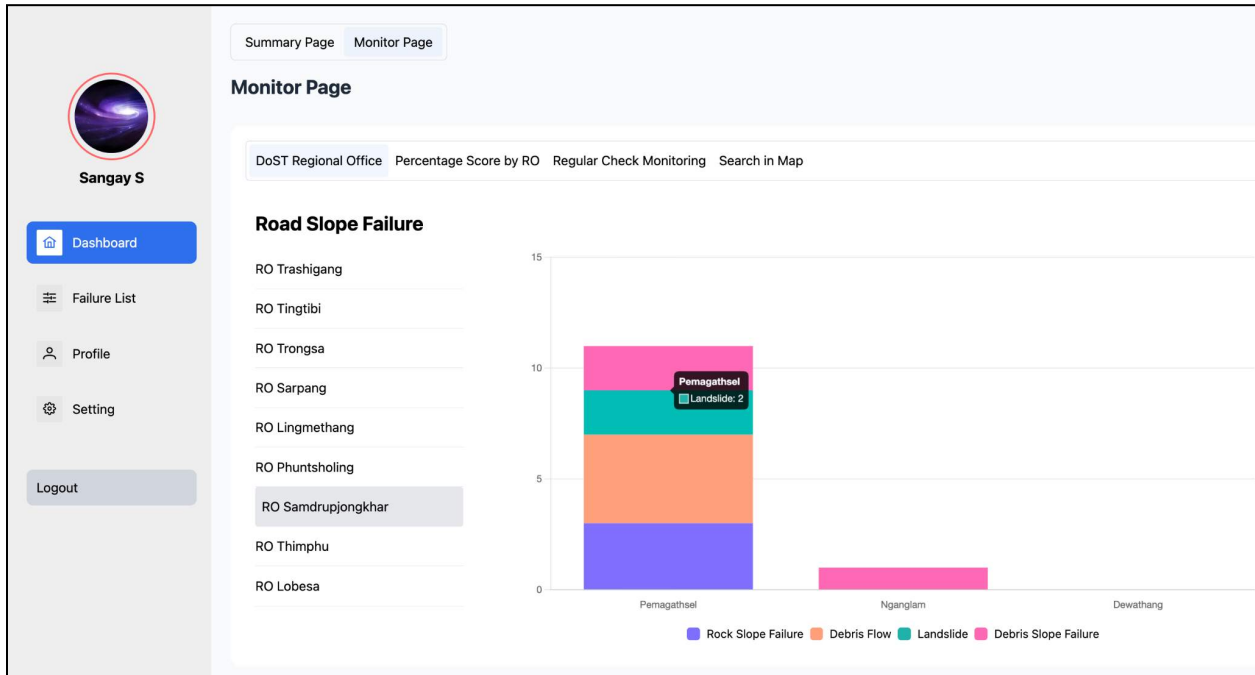 Summary Page Monitor Page
Monitor Page
Sangay S
Dashboard
Failure List
Profile
Setting
Logout
DoST Regional Office Percentage Score by RO Regular Check Monitoring Search in Map
Road Slope Failure
RO Trashigang
RO Tingtibi
RO Trongsa
RO Sarpang
RO Lingmethang
RO Phuntsholing
RO Samdrupjongkhar
RO Thimphu
RO Lobesa
15
10
5
0
Pemagathsel
Landslide: 2
Pemagathsel Nganglam Dewathang
Rock Slope Failure Debris Flow Landslide Debris Slope Failure